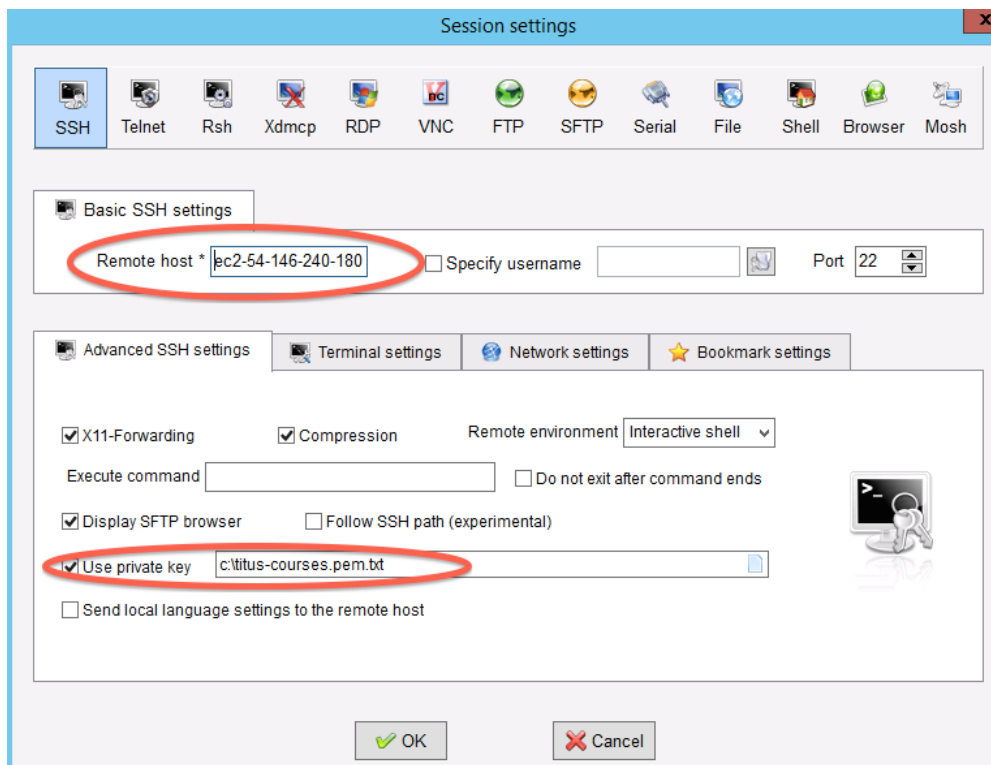 Session settings
x
SSH Telnet Rsh Xdmcp RDP VNC FTP SFTP Serial File Shell Browser Mosh
Basic SSH settings
Remote host * ec2-54-146-240-180 Specify username Port 22
Advanced SSH settings Terminal settings Network settings Bookmark settings
X11-Forwarding Compression Remote environment Interactive shell
Execute command Do not exit after command ends
Display SFTP browser Follow SSH path (experimental)
Use private key c:\titus-courses.pem.txt
Send local language settings to the remote host
OK Cancel